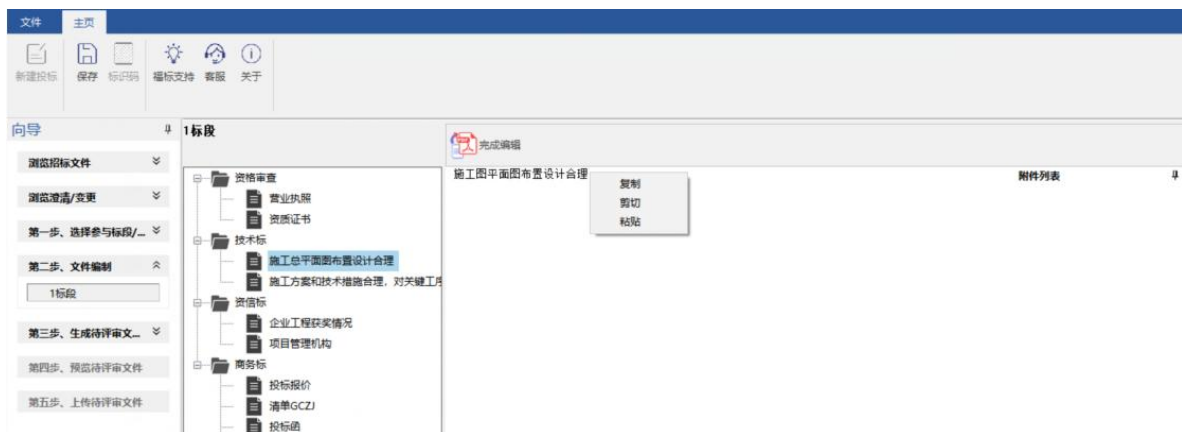 文件 主页
新建投标 保存 标识码 福标支持 客服 关于
向导
浏览招标文件
浏览澄清/变更
第一步、选择参与标段/...
第二步、文件编制
1标段
第三步、生成待评审文...
第四步、预览待评审文件
第五步、上传待评审文件
1标段
资格审查
营业执照
资质证书
技术标
施工总平面图布置设计合理
施工方案和技术措施合理，对关键工序
资信标
企业工程获奖情况
项目管理机构
商务标
投标报价
清单GCZJ
投标函
完成编辑
施工图平面图布置设计合理
复制
剪切
粘贴
附件列表